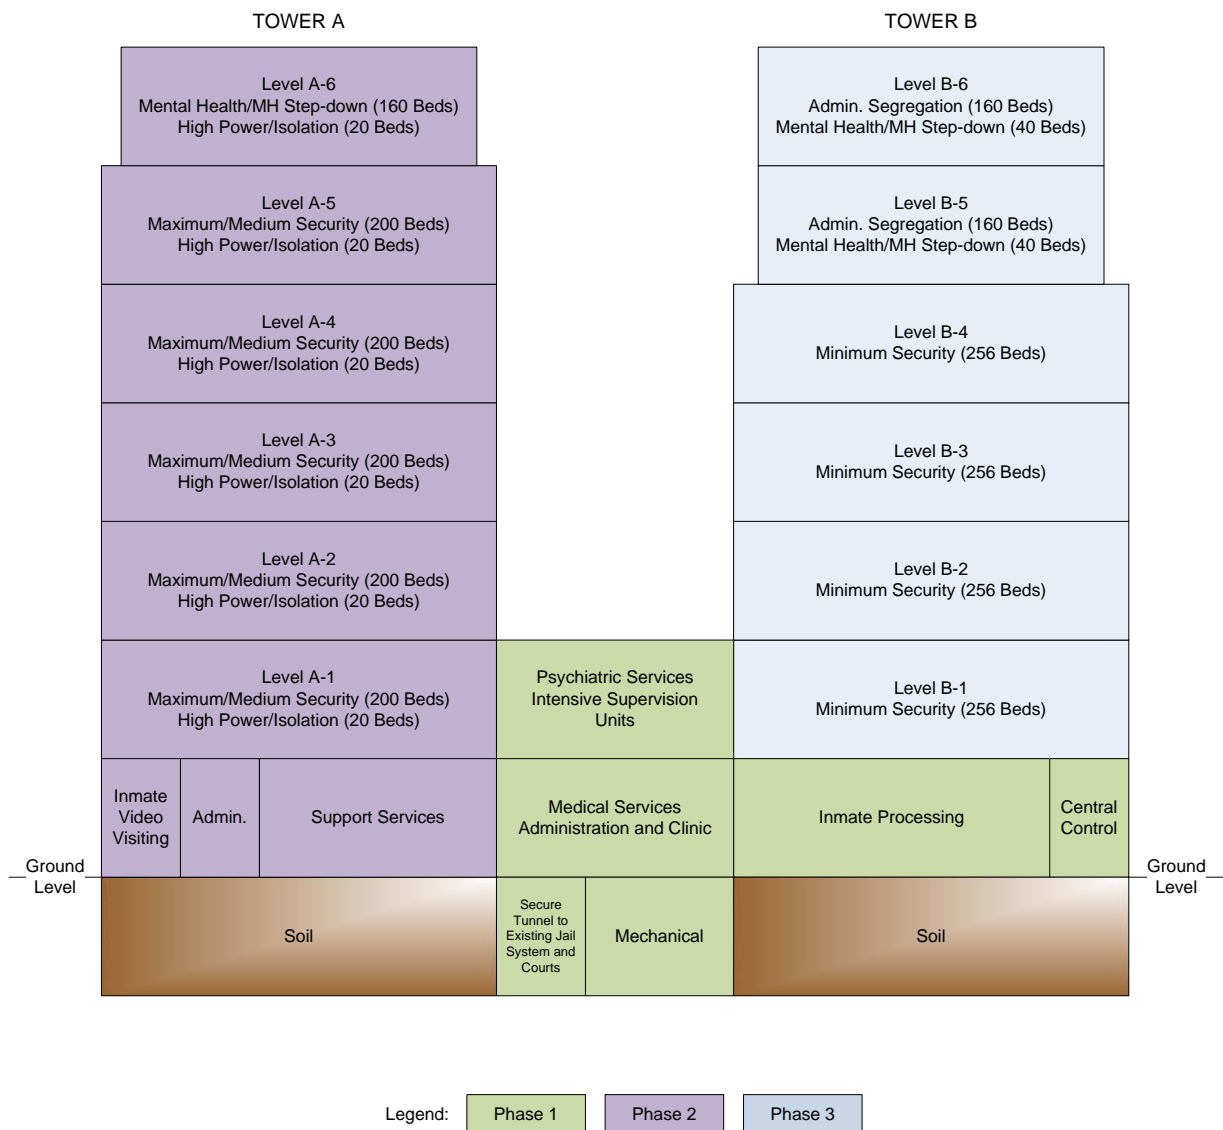 TOWER A
TOWER B
Level A-6
Mental Health/MH Step-down (160 Beds)
High Power/Isolation (20 Beds)
Level B-6
Admin. Segregation (160 Beds)
Mental Health/MH Step-down (40 Beds)
Level A-5
Maximum/Medium Security (200 Beds)
High Power/Isolation (20 Beds)
Level B-5
Admin. Segregation (160 Beds)
Mental Health/MH Step-down (40 Beds)
Level A-4
Maximum/Medium Security (200 Beds)
High Power/Isolation (20 Beds)
Level B-4
Minimum Security (256 Beds)
Level A-3
Maximum/Medium Security (200 Beds)
High Power/Isolation (20 Beds)
Level B-3
Minimum Security (256 Beds)
Level A-2
Maximum/Medium Security (200 Beds)
High Power/Isolation (20 Beds)
Level B-2
Minimum Security (256 Beds)
Level A-1
Maximum/Medium Security (200 Beds)
High Power/Isolation (20 Beds)
Psychiatric Services
Intensive Supervision
Units
Level B-1
Minimum Security (256 Beds)
Inmate
Video
Visiting
Admin.
Support Services
Medical Services
Administration and Clinic
Inmate Processing
Central
Control
Ground
Level
Ground
Level
Soil
Secure
Tunnel to
Existing Jail
System and
Courts
Mechanical
Soil
Legend:
Phase 1
Phase 2
Phase 3